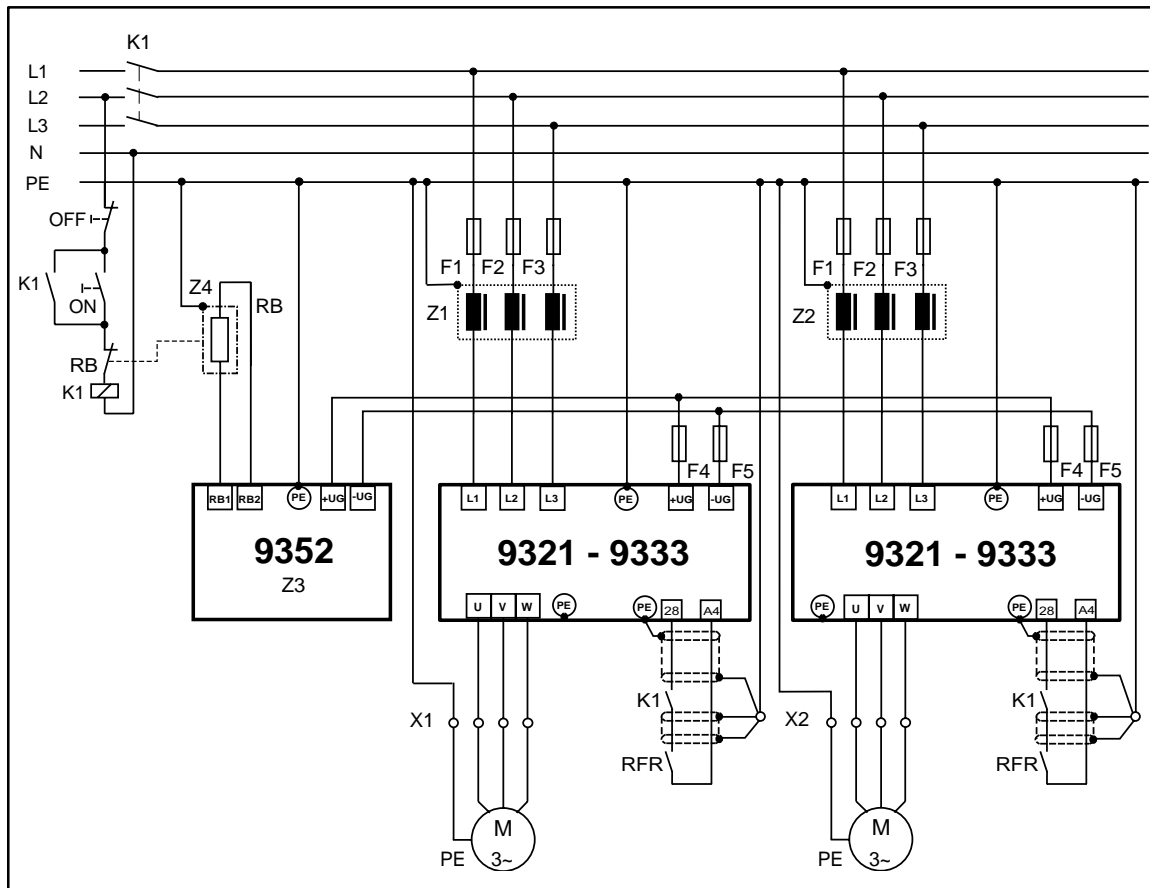 K1
L1
L2
L3
N
PE
OFF
K1
ON
RB
K1
Z4
RB
F1 F2 F3
Z1
F1 F2 F3
Z2
F4 F5
F4 F5
RB1 RB2 PE +UG -UG
9352
Z3
L1 L2 L3 PE +UG -UG
9321 - 9333
U V W PE PE 28 A4
L1 L2 L3 PE +UG -UG
9321 - 9333
PE U V W PE 28 A4
X1
K1
RFR
M
3~
PE
X2
K1
RFR
M
3~
PE